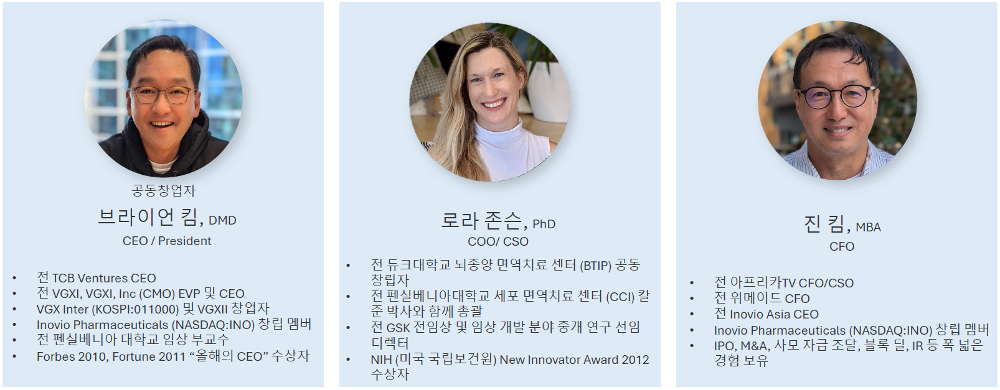 공동창업자
브라이언 킴, DMD
CEO / President
• 전 TCB Ventures CEO
• 전 VGXI, VGXI, Inc (CMO) EVP 및 CEO
• VGX Inter (KOSPI:011000) 및 VGXII 창업자
• Inovio Pharmaceuticals (NASDAQ:INO) 창립 멤버
• 전 펜실베니아 대학교 임상 부교수
• Forbes 2010, Fortune 2011 “올해의 CEO” 수상자
로라 존슨, PhD
COO/ CSO
• 전 듀크대학교 뇌종양 면역치료 센터 (BTIP) 공동
창립자
• 전 펜실베니아대학교 세포 면역치료 센터 (CCI) 칼
준 박사와 함께 총괄
• 전 GSK 전임상 및 임상 개발 분야 중개 연구 선임
디렉터
• NIH (미국 국립보건원) New Innovator Award 2012
수상자
진 킴, MBA
CFO
• 전 아프리카TV CFO/CSO
• 전 위메이드 CFO
• 전 Inovio Asia CEO
• Inovio Pharmaceuticals (NASDAQ:INO) 창립 멤버
• IPO, M&A, 사모 자금 조달, 블록 딜, IR 등 폭 넓은
경험 보유